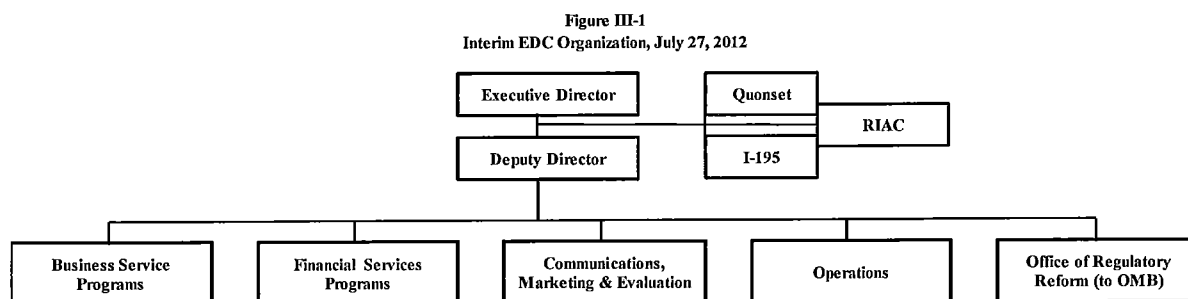 Figure III-1
Interim EDC Organization, July 27, 2012
Executive Director
Quonset
RIAC
Deputy Director
I-195
Business Service
Programs
Financial Services
Programs
Communications,
Marketing & Evaluation
Operations
Office of Regulatory
Reform (to OMB)